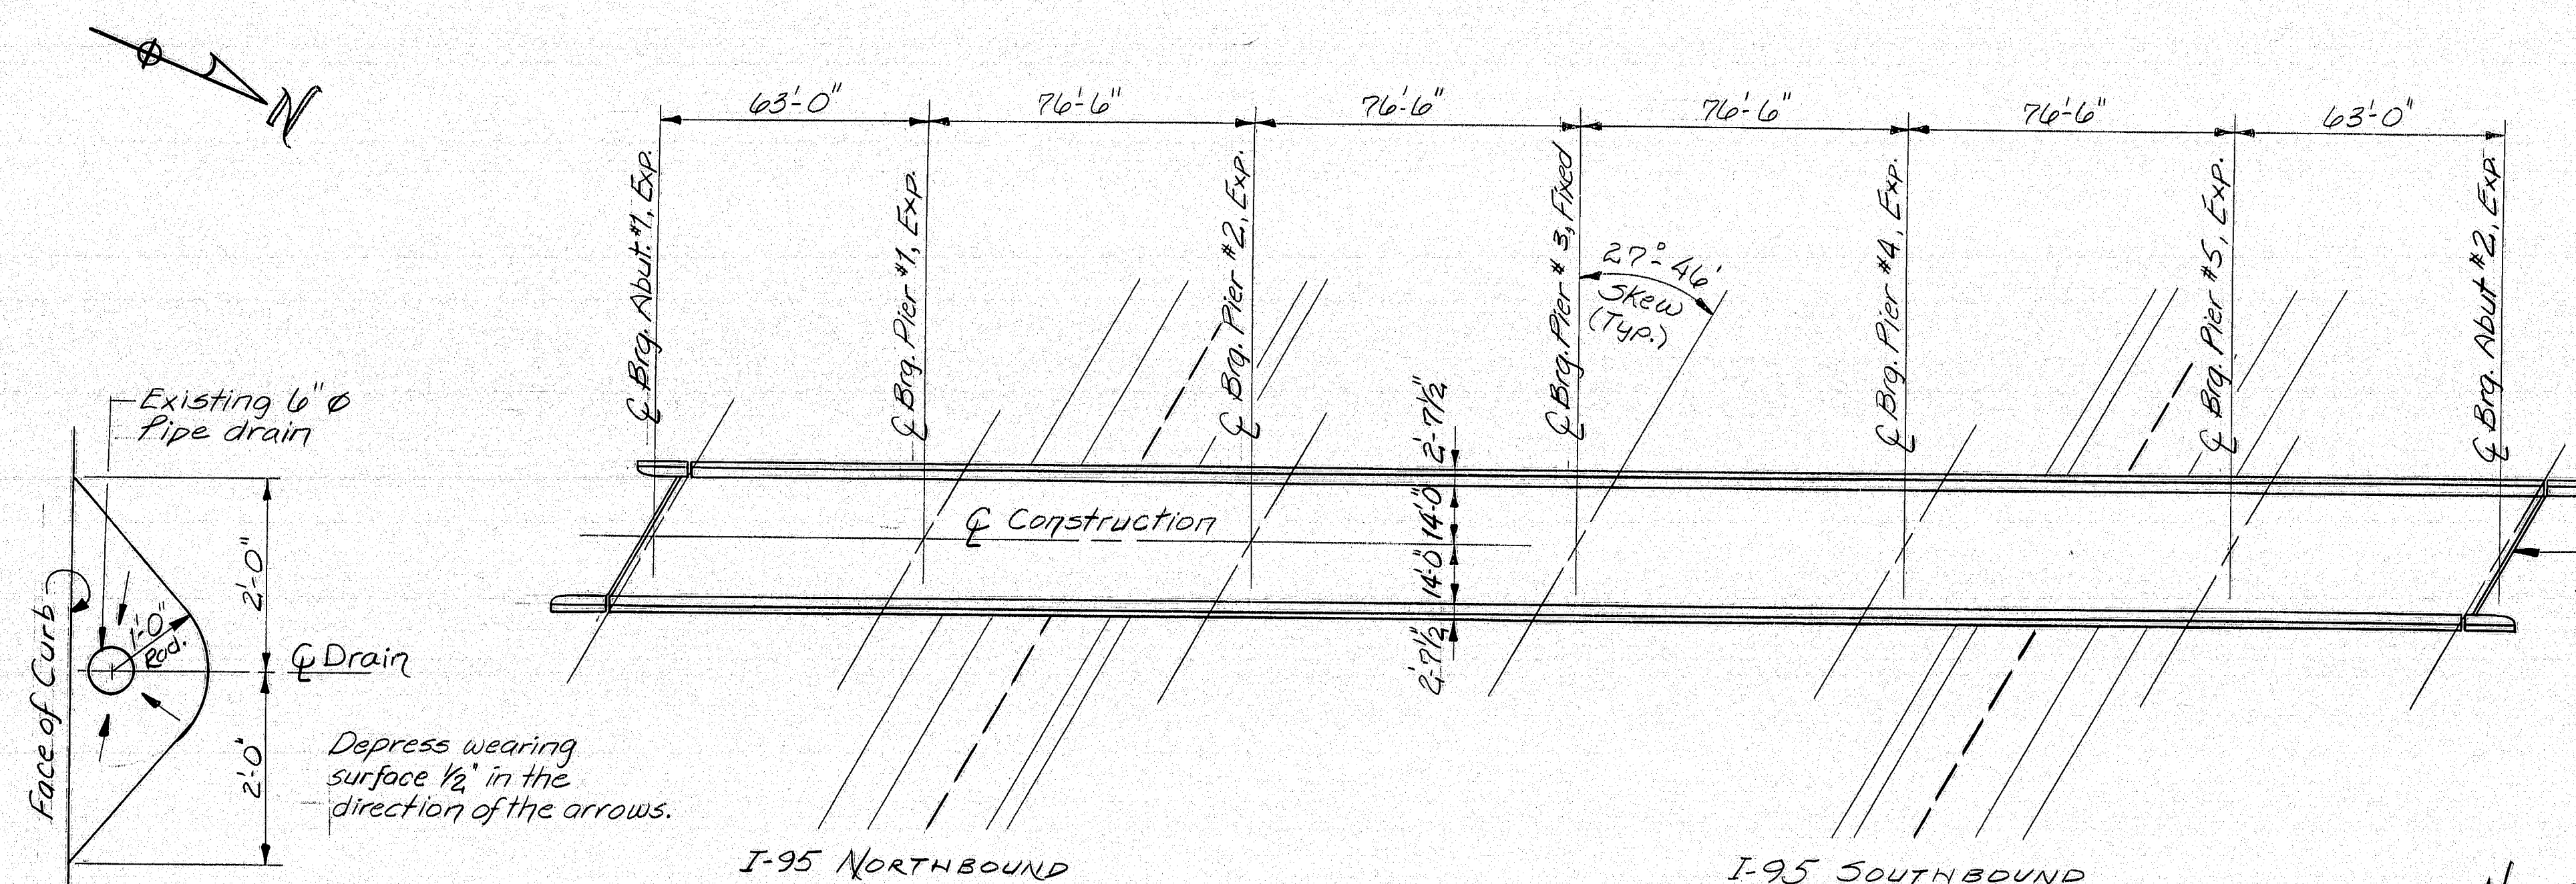 N
63'-0"
76'-6"
76'-6"
76'-6"
76'-6"
63'-0"
℄ Brg. Abut. #1, Exp.
℄ Brg. Pier #1, Exp.
℄ Brg. Pier #2, Exp.
℄ Brg. Pier #3, Fixed
℄ Brg. Pier #4, Exp.
℄ Brg. Pier #5, Exp.
℄ Brg. Abut #2, Exp.
27°-46'
Skew
(Typ.)
2'-7½"
14'-0"
14'-0"
2'-7½"
℄ Construction
Existing 6" ø
Pipe drain
Face of Curb
2'-0"
2'-0"
1'-0"
Rad.
℄ Drain
Depress wearing
surface ½" in the
direction of the arrows.
I-95 NORTHBOUND
I-95 SOUTHBOUND